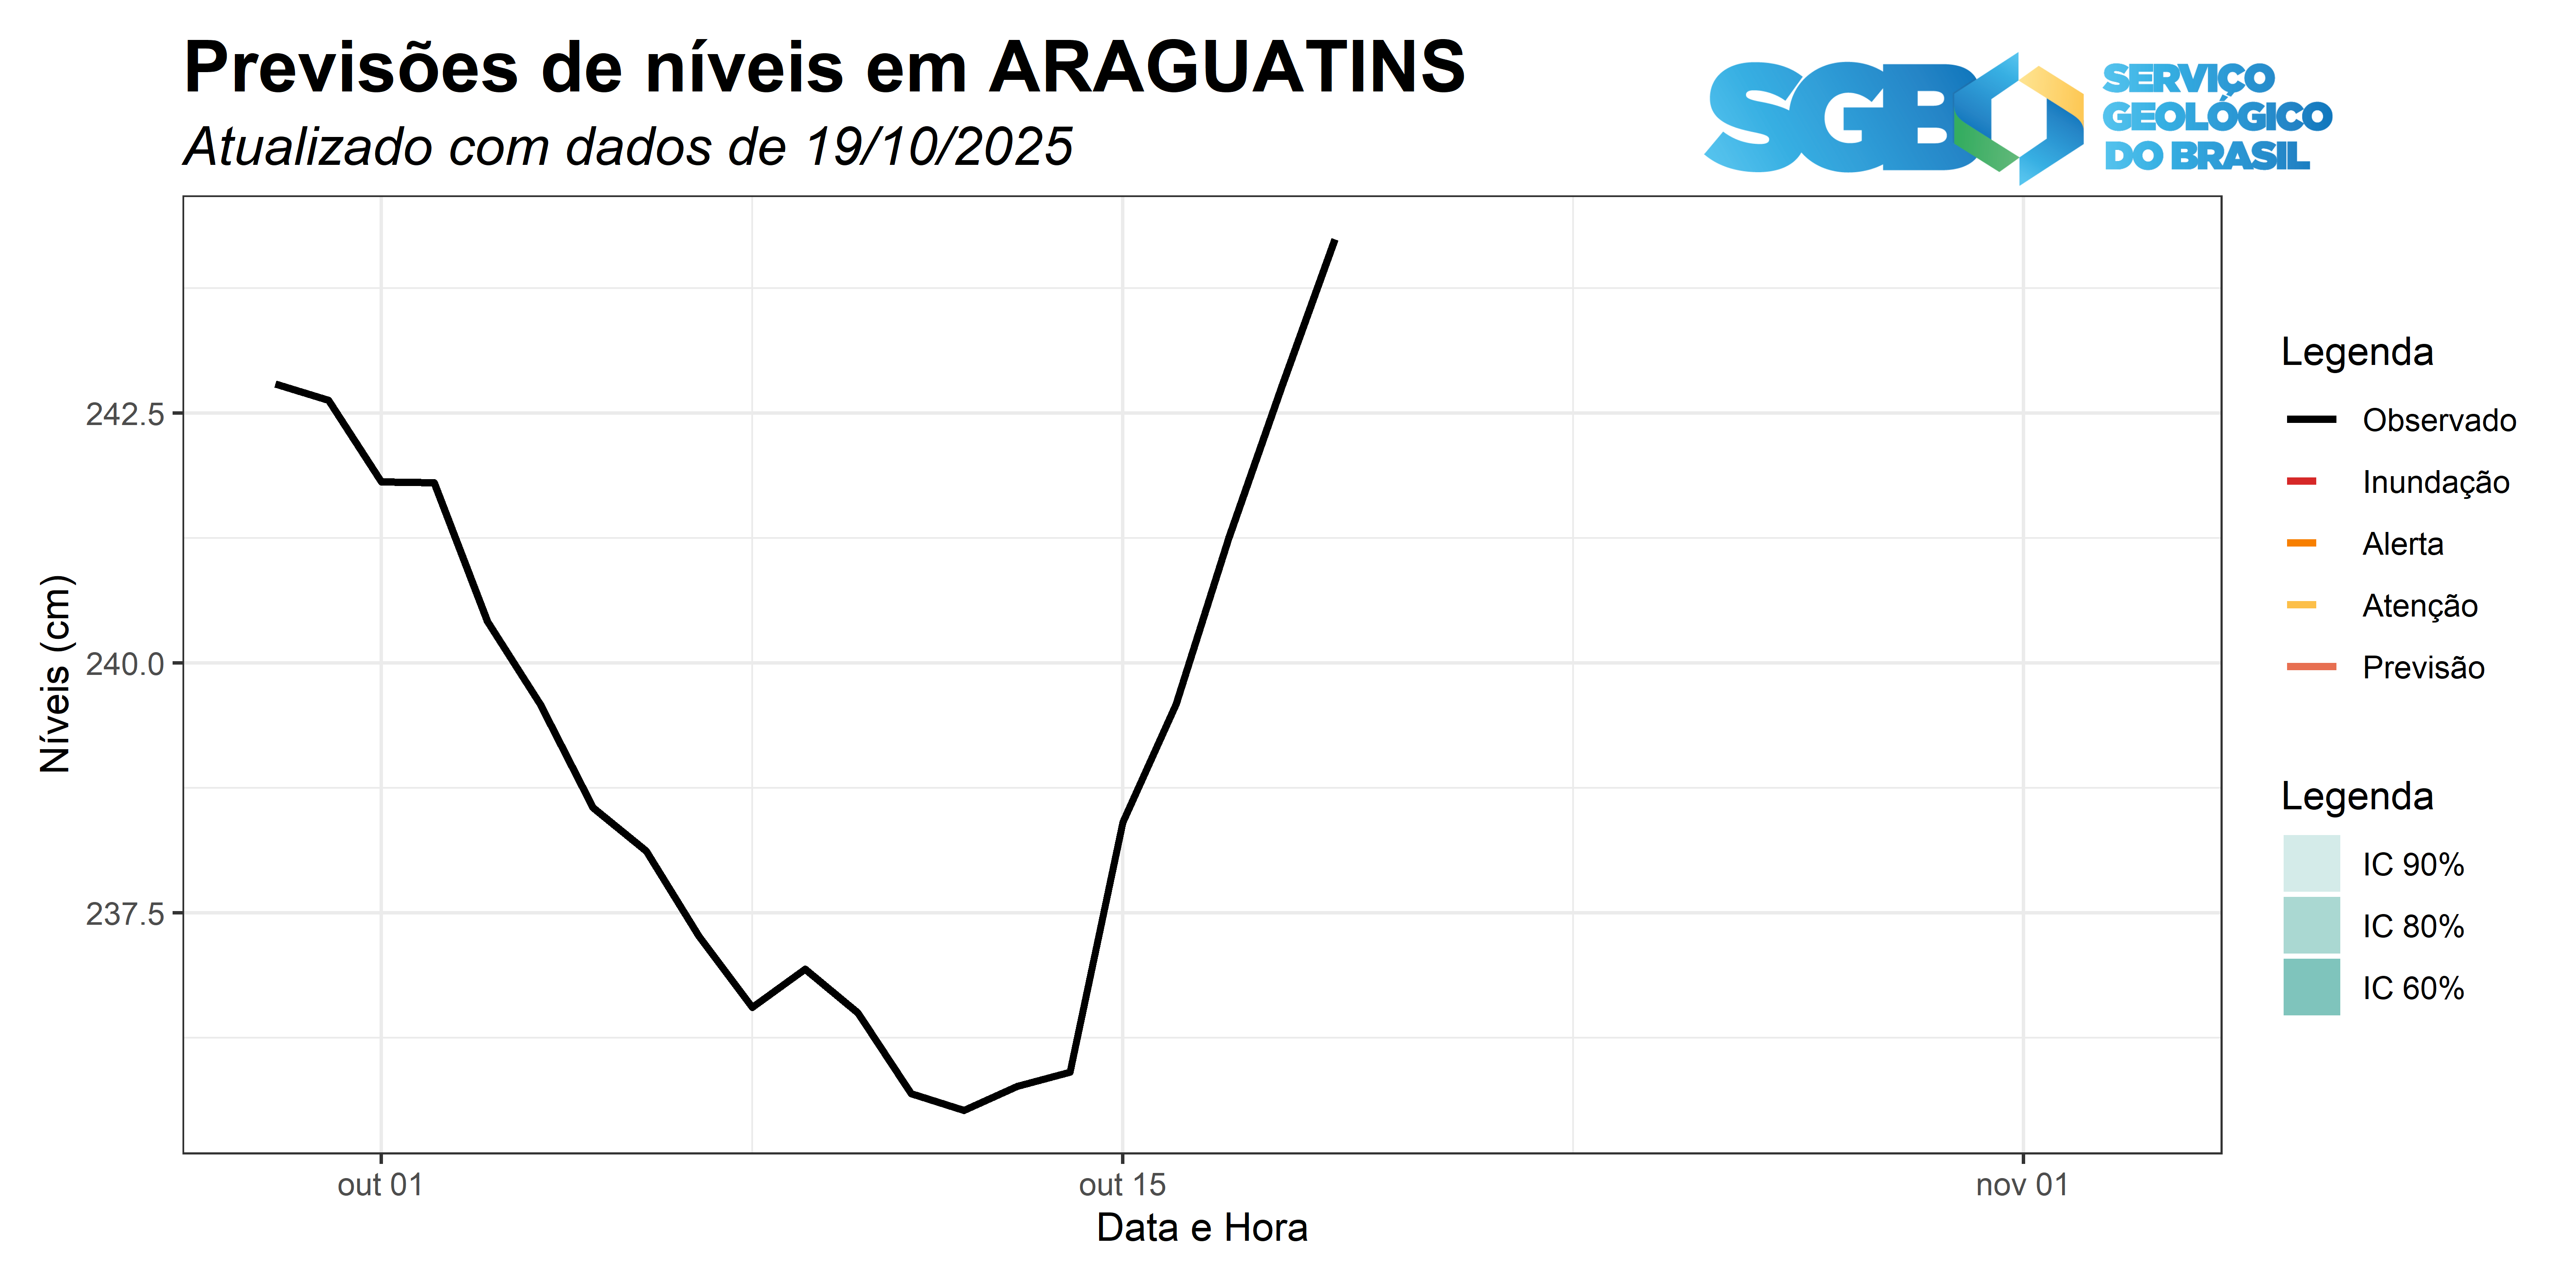 Previsões de níveis em ARAGUATINS
Atualizado com dados de 19/10/2025
SGB
SERVIÇO
GEOLÓGICO
DO BRASIL
Níveis (cm)
242.5
240.0
237.5
out 01
out 15
nov 01
Data e Hora
Legenda
Observado
Inundação
Alerta
Atenção
Previsão
Legenda
IC 90%
IC 80%
IC 60%